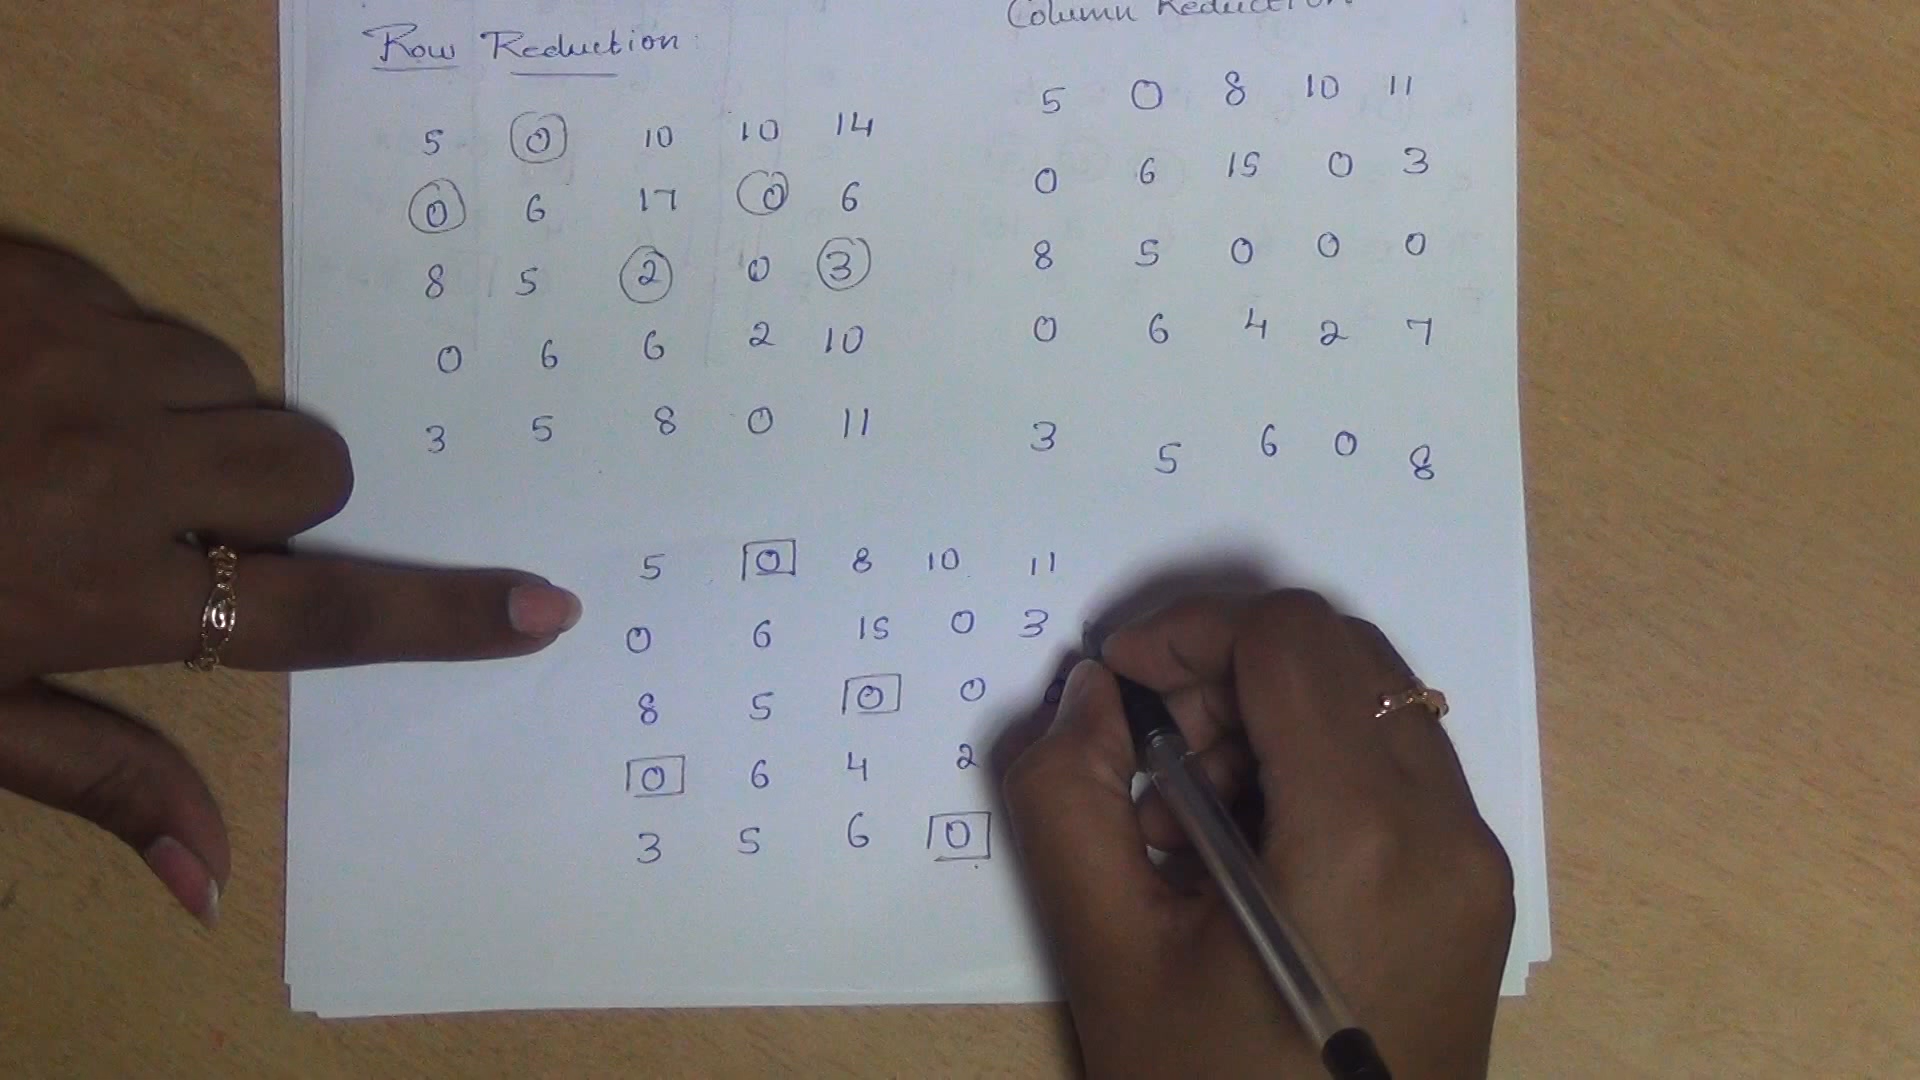 Row Reduction:
5 0 10 10 14
0 6 17 0 6
8 5 2 0 3
0 6 6 2 10
3 5 8 0 11
Column Reduction
5 0 8 10 11
0 6 15 0 3
8 5 0 0 0
0 6 4 2 7
3 5 6 0 8
5 0 8 10 11
0 6 15 0 3
8 5 0 0
0 6 4 2
3 5 6 0